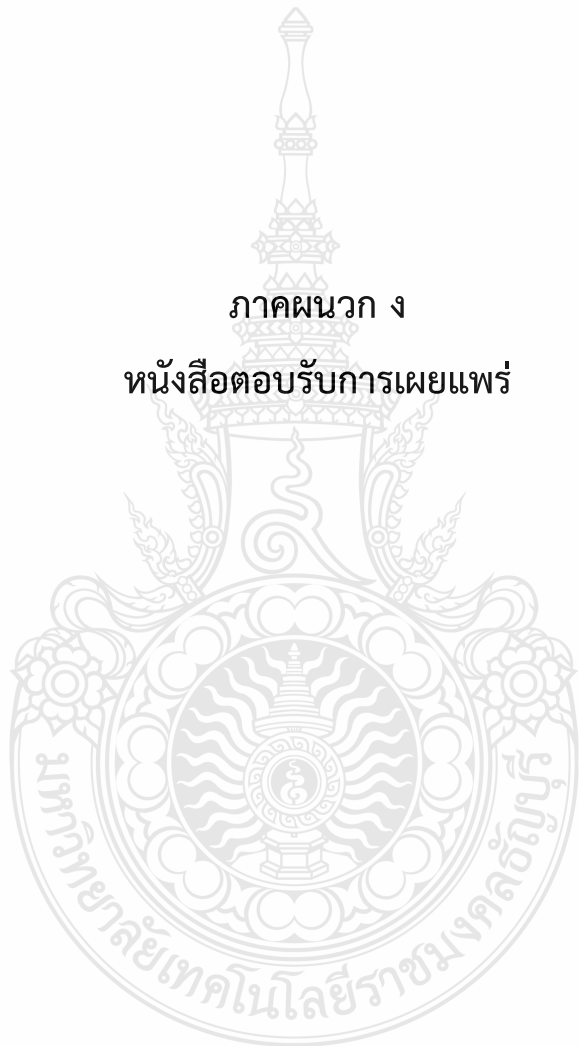 ภาคผนวก ง
หนังสือตอบรับการเผยแพร่
มหาวิทยาลัยเทคโนโลยีราชมงคลธัญบุรี